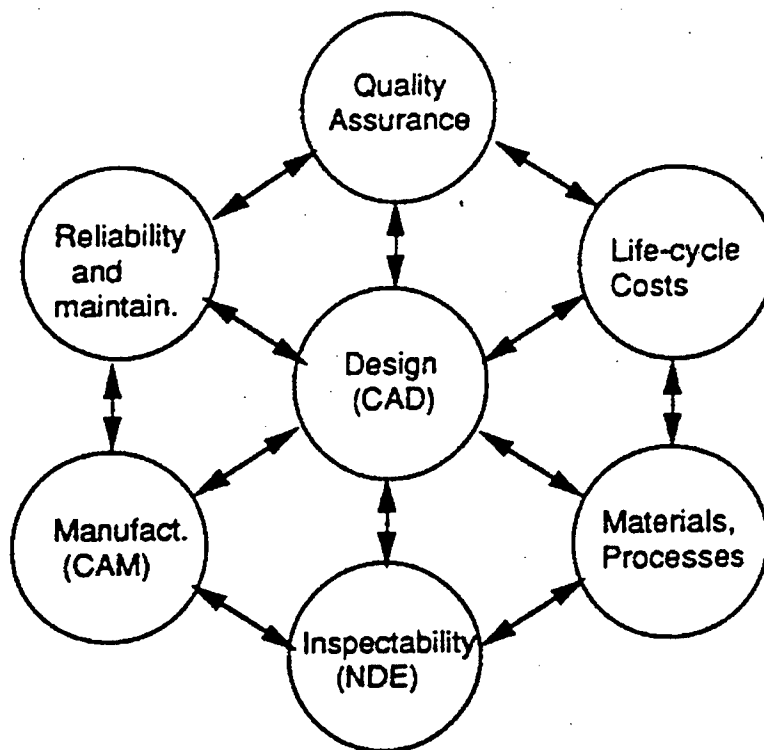 Quality
Assurance
Reliability
and
maintain.
Life-cycle
Costs
Design
(CAD)
Manufact.
(CAM)
Materials,
Processes
Inspectability
(NDE)